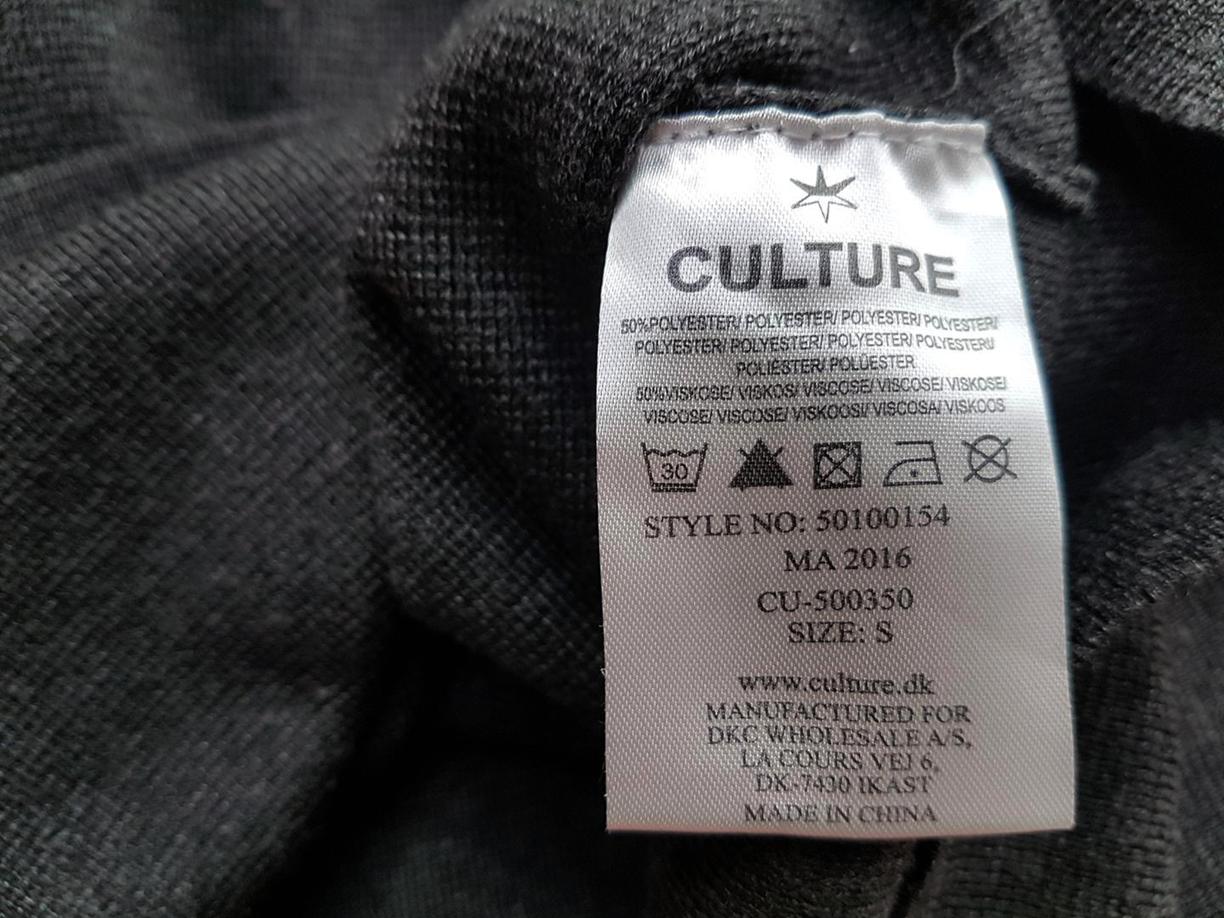 CULTURE
50%POLYESTER/ POLYESTER/ POLYESTER/ POLYESTER/
POLYESTER/ POLYESTER/ POLYESTER/ POLYESTERU/
POLIESTER/ POLÜESTER
50%VISKOSE/ VISKOS/ VISCOSE/ VISCOSE/ VISKOSE/
VISCOSE/ VISCOSE/ VISKOOSI/ VISCOSA/ VISKOOS
30
STYLE NO: 50100154
MA 2016
CU-500350
SIZE: S
www.culture.dk
MANUFACTURED FOR
DKC WHOLESALE A/S,
LA COURS VEJ 6,
DK-7430 IKAST
MADE IN CHINA